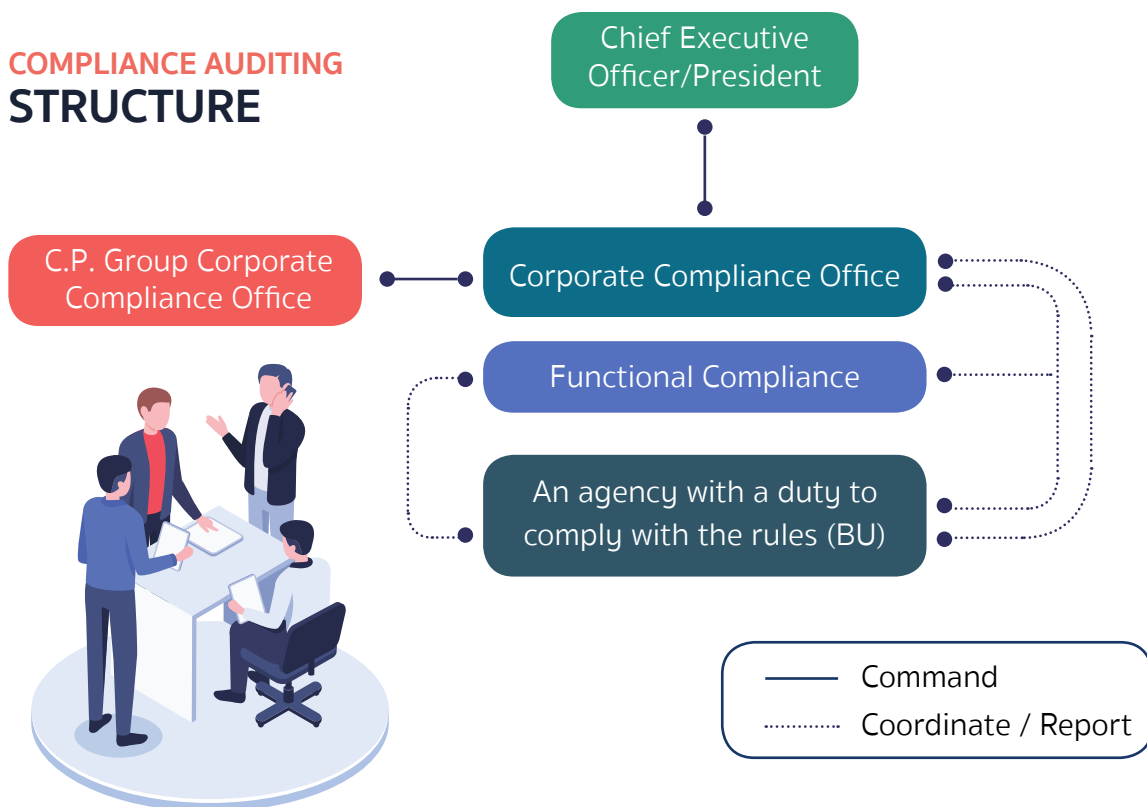 COMPLIANCE AUDITING
STRUCTURE
Chief Executive
Officer/President
C.P. Group Corporate
Compliance Office
Corporate Compliance Office
Functional Compliance
An agency with a duty to
comply with the rules (BU)
Command
Coordinate / Report